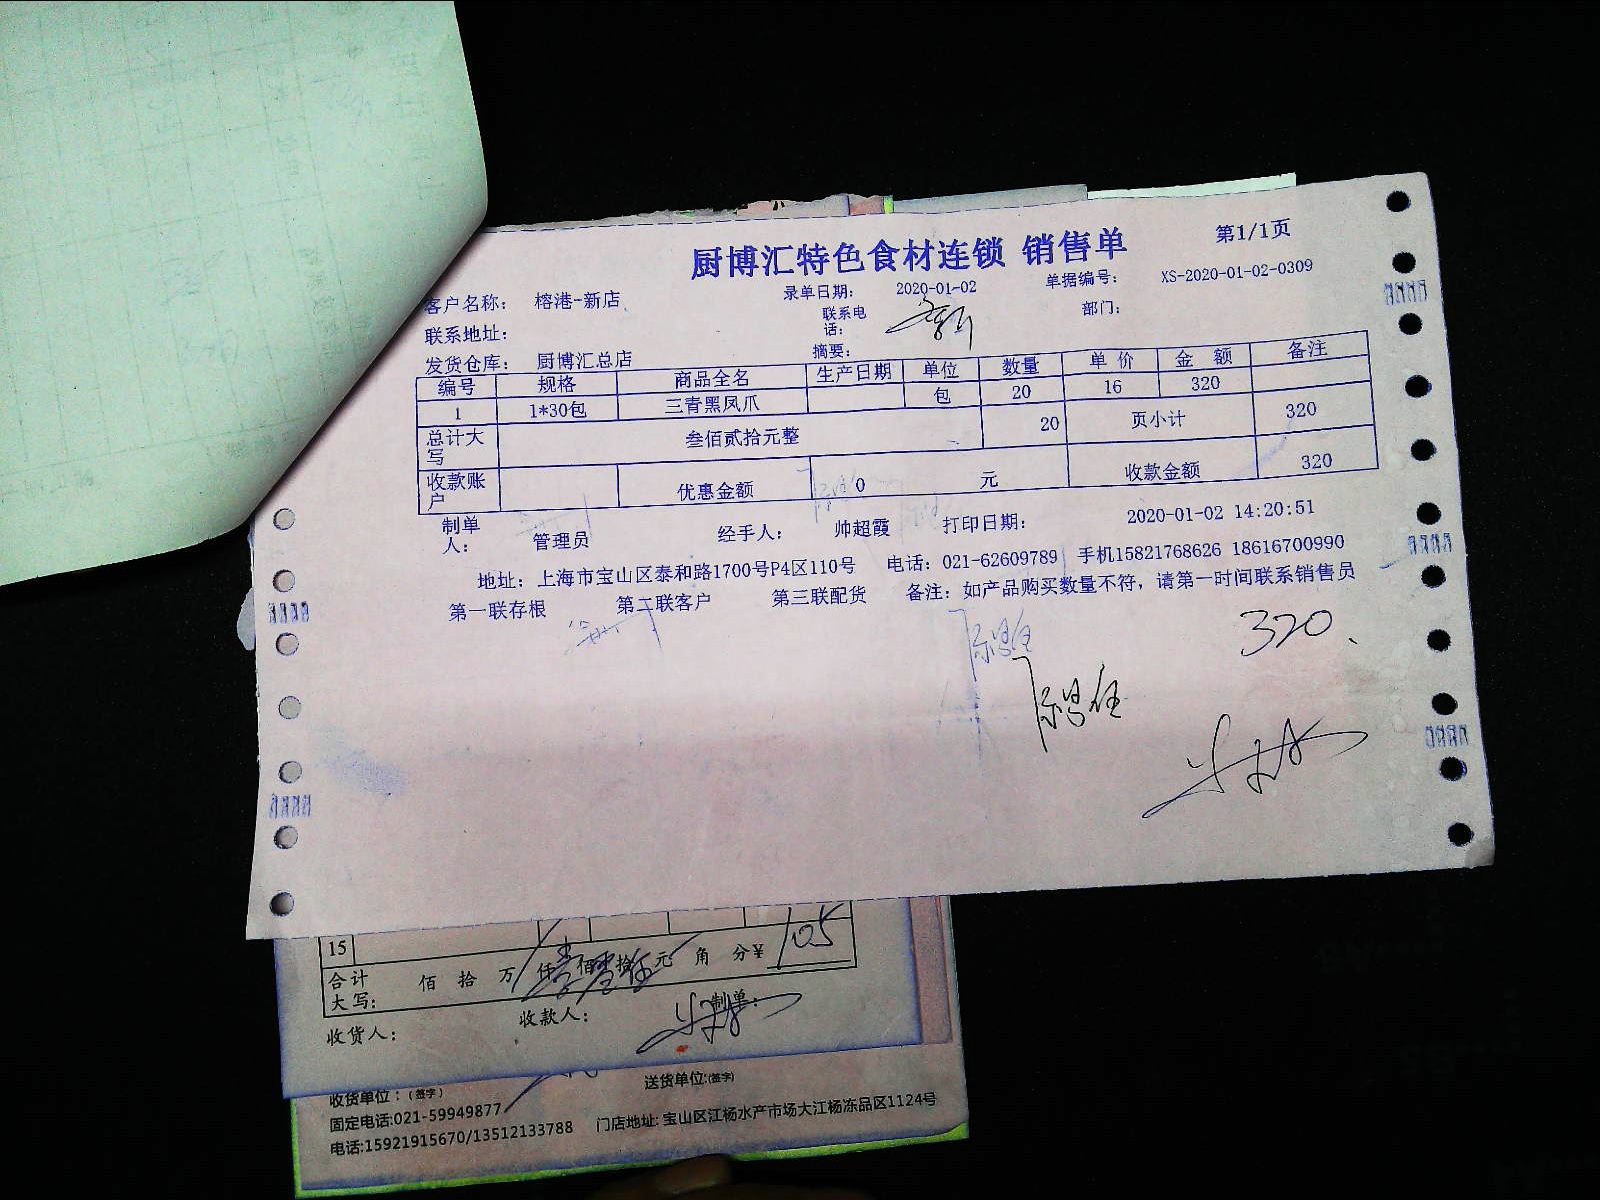 厨博汇特色食材连锁 销售单
第1/1页
客户名称： 榕港-新店 录单日期： 2020-01-02 单据编号： XS-2020-01-02-0309
联系地址： 联系电话： 部门：
发货仓库： 厨博汇总店 摘要：
编号 规格 商品全名 生产日期 单位 数量 单价 金额 备注
1 1*30包 三青黑凤爪 包 20 16 320
总计大写 叁佰贰拾元整 20 页小计 320
收款账户 优惠金额 0 元 收款金额 320
制单人： 管理员 经手人： 帅超霞 打印日期： 2020-01-02 14:20:51
地址：上海市宝山区泰和路1700号P4区110号 电话：021-62609789 手机15821768626 18616700990
第一联存根 第二联客户 第三联配货 备注：如产品购买数量不符，请第一时间联系销售员
320.
15
合计大写： 佰 拾 万 仟 佰 拾 元 角 分¥ 105
收货人： 收款人： 制单：
收货单位：(签字) 送货单位:(签字)
固定电话:021-59949877
电话:15921915670/13512133788 门店地址: 宝山区江杨水产市场大江杨冻品区1124号